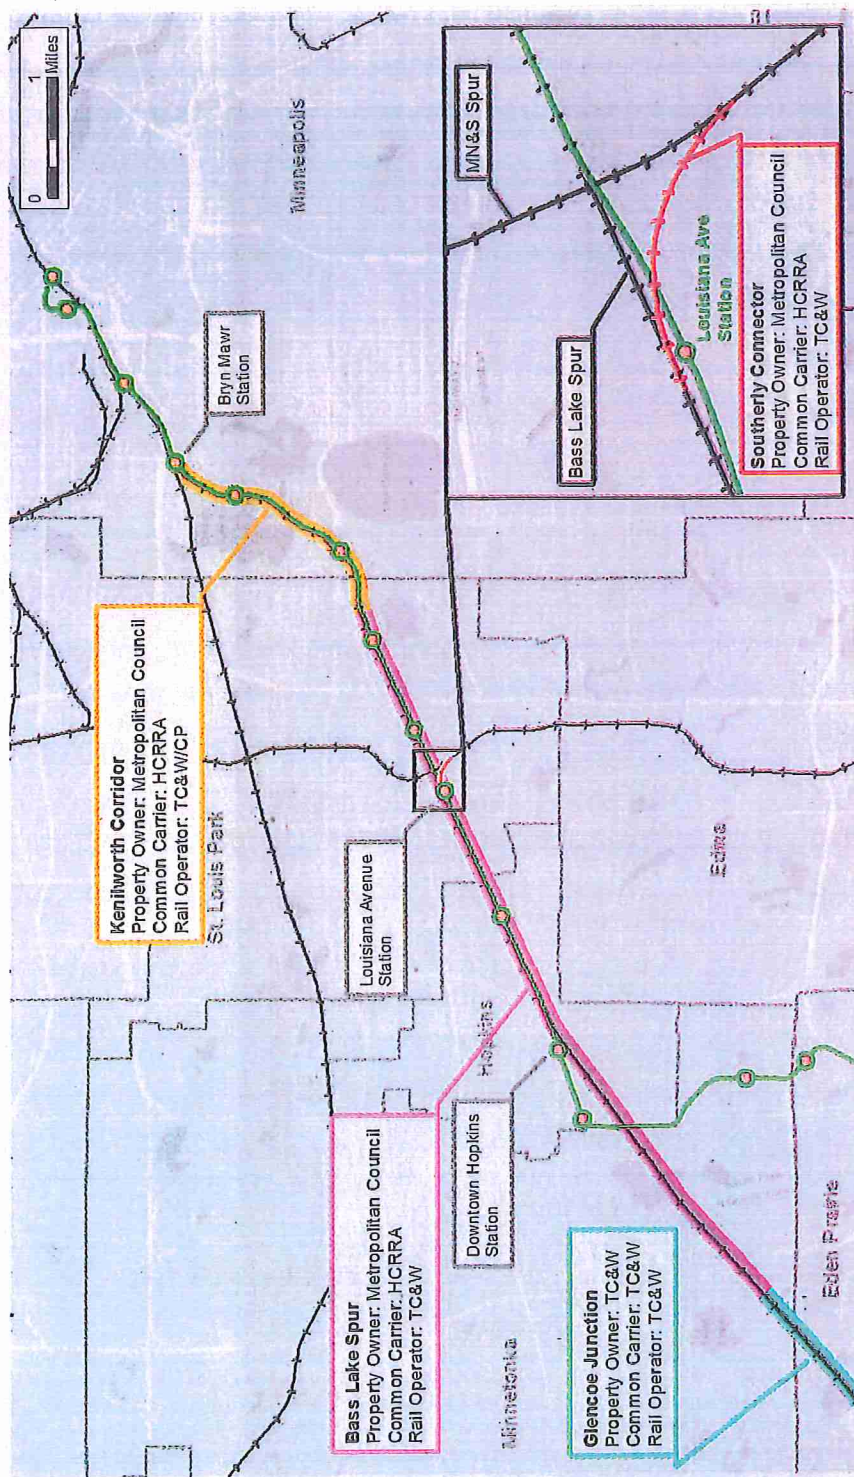 0 1
Miles
Minneapolis
MN&S Spur
Bass Lake Spur
Louisiana Ave
Station
Southerly Connector
Property Owner: Metropolitan Council
Common Carrier: HCRRA
Rail Operator: TC&W
Bryn Mawr
Station
Kenilworth Corridor
Property Owner: Metropolitan Council
Common Carrier: HCRRA
Rail Operator: TC&W/CP
St. Louis Park
Louisiana Avenue
Station
Edina
Hopkins
Bass Lake Spur
Property Owner: Metropolitan Council
Common Carrier: HCRRA
Rail Operator: TC&W
Downtown Hopkins
Station
Minnetonka
Glencoe Junction
Property Owner: TC&W
Common Carrier: TC&W
Rail Operator: TC&W
Eden Prairie